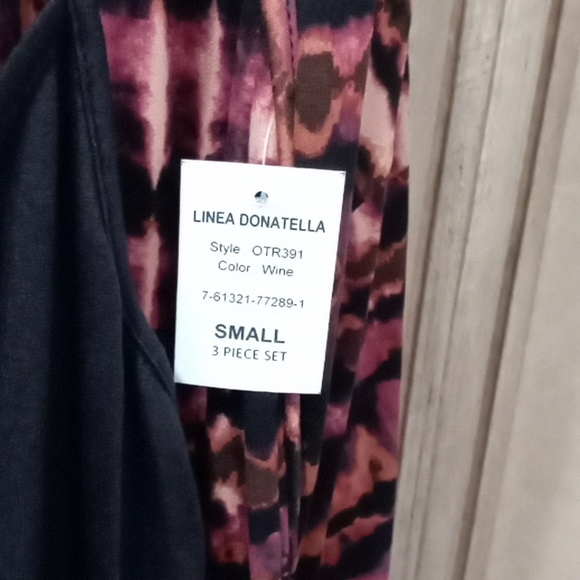 LINEA DONATELLA
Style . OTR391
Color . Wine
7-61321-77289-1
SMALL
3 PIECE SET